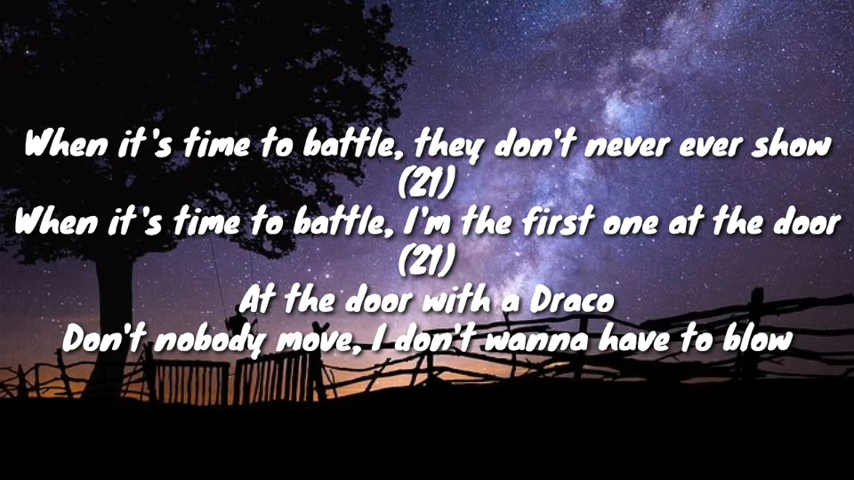 When it's time to battle, they don't never ever show
(21)
When it's time to battle, I'm the first one at the door
(21)
At the door with a Draco
Don't nobody move, I don't wanna have to blow